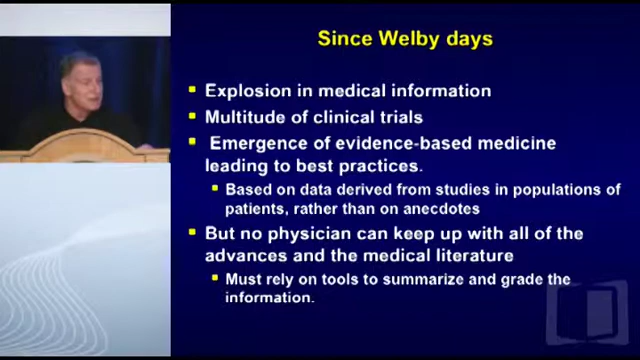 Since Welby days
Explosion in medical information
Multitude of clinical trials
Emergence of evidence-based medicine
leading to best practices.
Based on data derived from studies in populations of
patients, rather than on anecdotes
But no physician can keep up with all of the
advances and the medical literature
Must rely on tools to summarize and grade the
information.